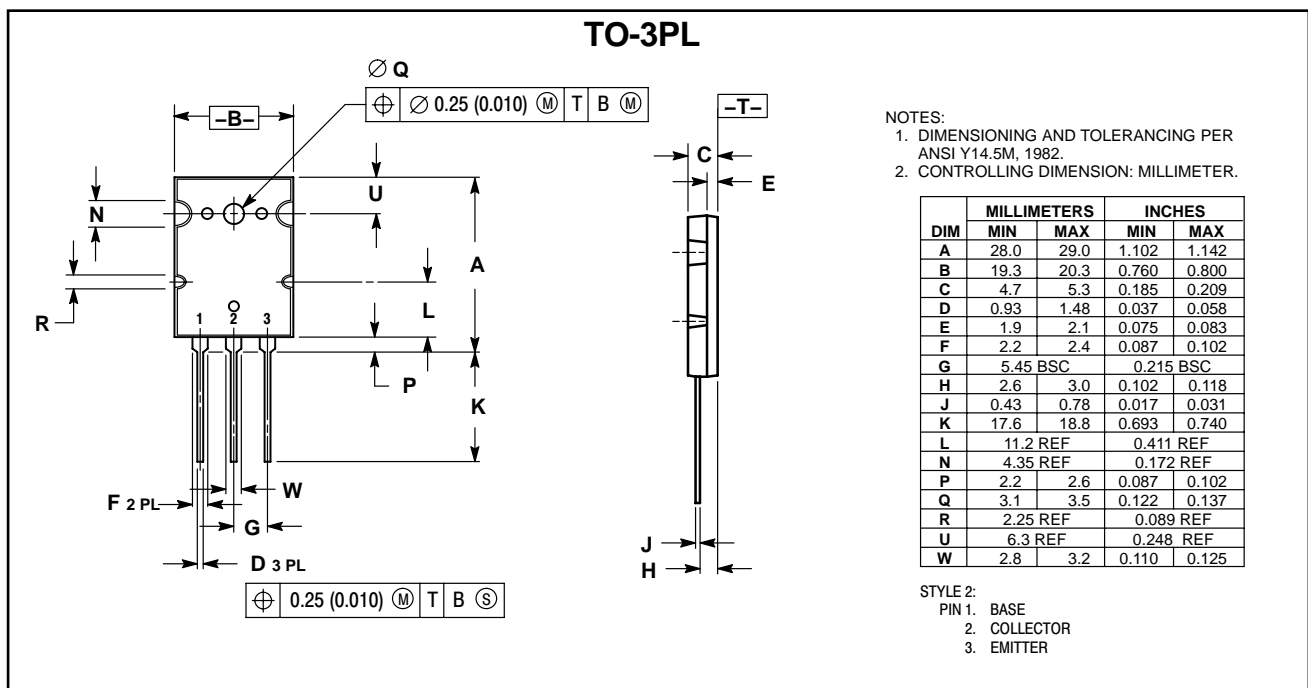 TO-3PL
∅ Q
⌖ ∅ 0.25 (0.010) Ⓜ T B Ⓜ
–B–
–T–
C
E
U
N
A
L
R
1 2 3
P
K
F 2 PL
W
G
D 3 PL
⌖ 0.25 (0.010) Ⓜ T B Ⓢ
J
H
NOTES:
1. DIMENSIONING AND TOLERANCING PER
ANSI Y14.5M, 1982.
2. CONTROLLING DIMENSION: MILLIMETER.
MILLIMETERS INCHES
DIM MIN MAX MIN MAX
A 28.0 29.0 1.102 1.142
B 19.3 20.3 0.760 0.800
C 4.7 5.3 0.185 0.209
D 0.93 1.48 0.037 0.058
E 1.9 2.1 0.075 0.083
F 2.2 2.4 0.087 0.102
G 5.45 BSC 0.215 BSC
H 2.6 3.0 0.102 0.118
J 0.43 0.78 0.017 0.031
K 17.6 18.8 0.693 0.740
L 11.2 REF 0.411 REF
N 4.35 REF 0.172 REF
P 2.2 2.6 0.087 0.102
Q 3.1 3.5 0.122 0.137
R 2.25 REF 0.089 REF
U 6.3 REF 0.248 REF
W 2.8 3.2 0.110 0.125
STYLE 2:
PIN 1. BASE
2. COLLECTOR
3. EMITTER